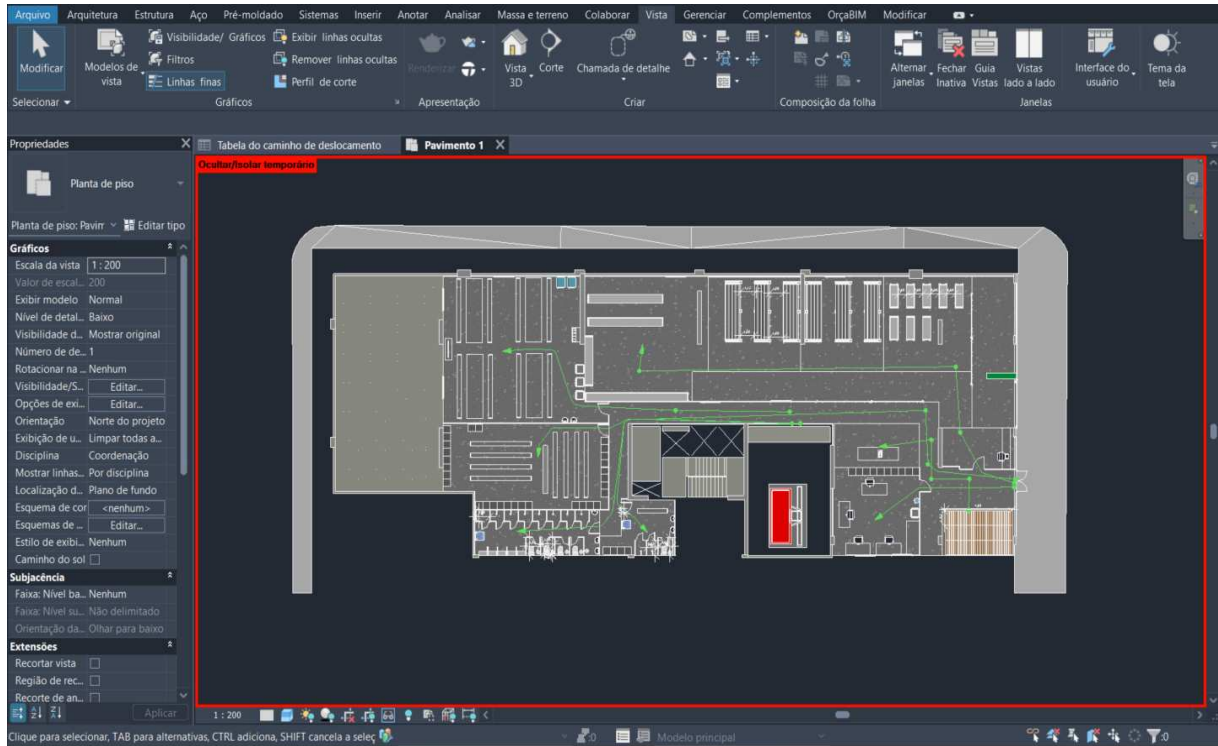 Arquivo Arquitetura Estrutura Aço Pré-moldado Sistemas Inserir Anotar Analisar Massa e terreno Colaborar Vista Gerenciar Complementos OrçaBIM Modificar
Modificar
Modelos de vista
Visibilidade/ Gráficos
Filtros
Linhas finas
Exibir linhas ocultas
Remover linhas ocultas
Perfil de corte
Renderizar
Vista 3D
Corte
Chamada de detalhe
Alternar janelas
Fechar Inativa
Guia Vistas
Vistas lado a lado
Interface do usuário
Tema da tela
Selecionar Gráficos Apresentação Criar Composição da folha Janelas
Propriedades
Tabela do caminho de deslocamento
Pavimento 1
Ocultar/Isolar temporário
Planta de piso
Planta de piso: Pavirr Editar tipo
Gráficos
Escala da vista 1 : 200
Valor de escal... 200
Exibir modelo Normal
Nível de detal... Baixo
Visibilidade d... Mostrar original
Número de de... 1
Rotacionar na ... Nenhum
Visibilidade/S... Editar...
Opções de exi... Editar...
Orientação Norte do projeto
Exibição de u... Limpar todas a...
Disciplina Coordenação
Mostrar linhas... Por disciplina
Localização d... Plano de fundo
Esquema de cor <nenhum>
Esquemas de ... Editar...
Estilo de exibi... Nenhum
Caminho do sol
Subjacência
Faixa: Nível ba... Nenhum
Faixa: Nível su... Não delimitado
Orientação da... Olhar para baixo
Extensões
Recortar vista
Região de rec...
Recorte de an...
Aplicar
1 : 200
Clique para selecionar, TAB para alternativas, CTRL adiciona, SHIFT cancela a seleç
:0
Modelo principal
:0